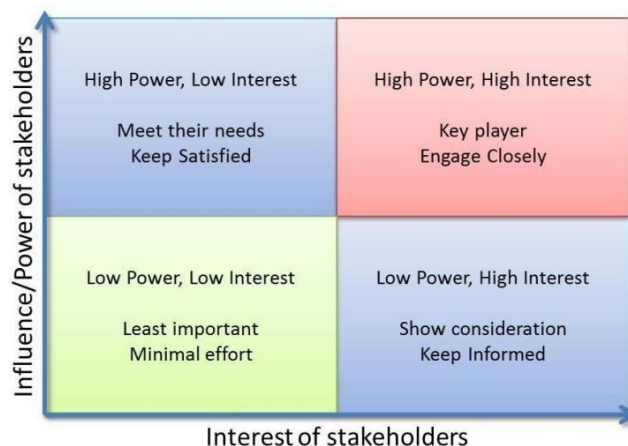 Influence/Power of stakeholders
High Power, Low Interest
Meet their needs
Keep Satisfied
High Power, High Interest
Key player
Engage Closely
Low Power, Low Interest
Least important
Minimal effort
Low Power, High Interest
Show consideration
Keep Informed
Interest of stakeholders